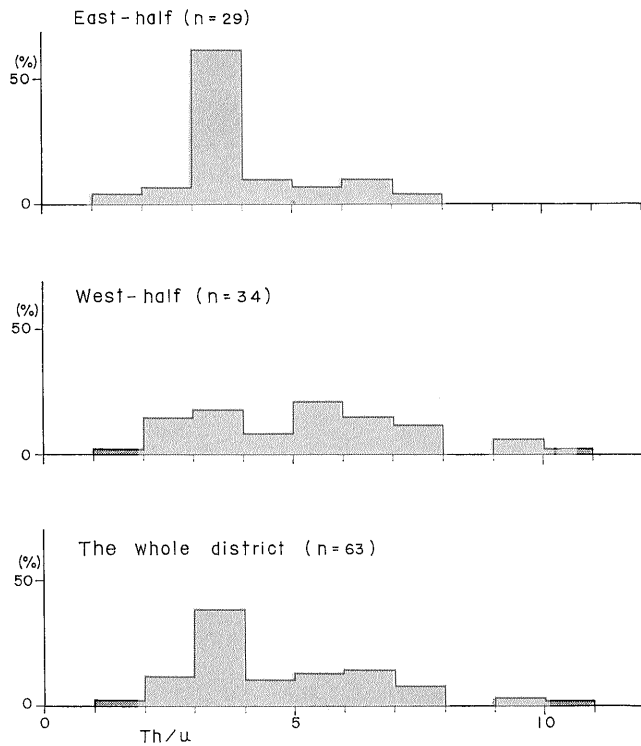 East-half (n=29)
(%)
50
0
West-half (n=34)
(%)
50
0
The whole district (n=63)
(%)
50
0
0 5 10
Th/u